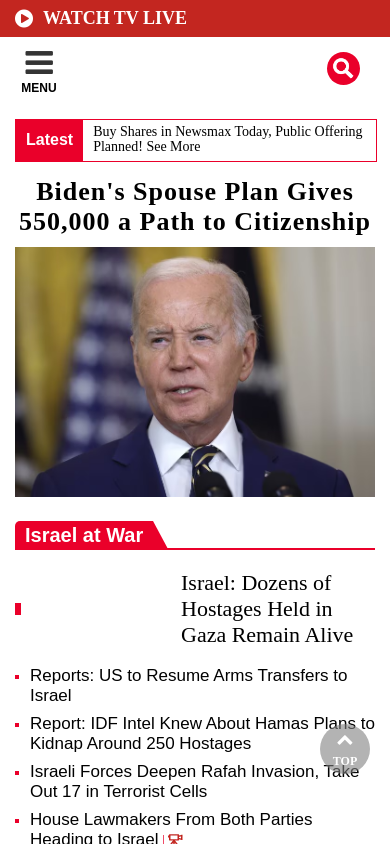 WATCH TV LIVE
MENU
Latest
Buy Shares in Newsmax Today, Public Offering
Planned! See More
Biden's Spouse Plan Gives
550,000 a Path to Citizenship
Israel at War
Israel: Dozens of
Hostages Held in
Gaza Remain Alive
Reports: US to Resume Arms Transfers to
Israel
Report: IDF Intel Knew About Hamas Plans to
Kidnap Around 250 Hostages
Israeli Forces Deepen Rafah Invasion, Take
Out 17 in Terrorist Cells
TOP
House Lawmakers From Both Parties
Heading to Israel |